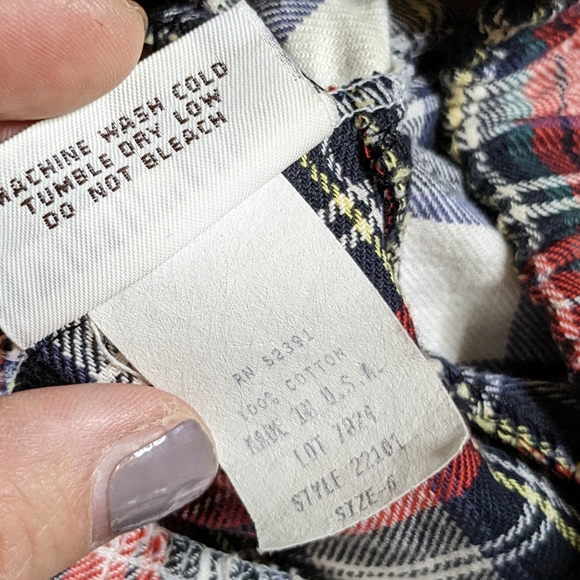 MACHINE WASH COLD
TUMBLE DRY LOW
DO NOT BLEACH
RN 52391
100% COTTON
MADE IN U.S.A.
LOT 7874
STYLE 22101
SIZE-6